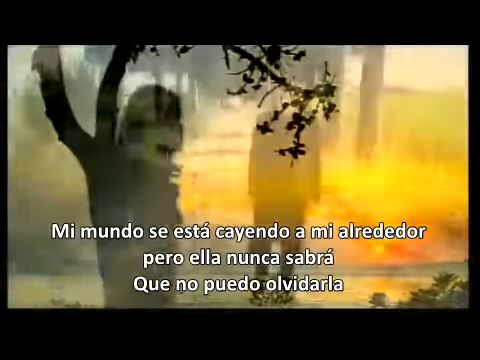 Mi mundo se está cayendo a mi alrededor
pero ella nunca sabrá
Que no puedo olvidarla